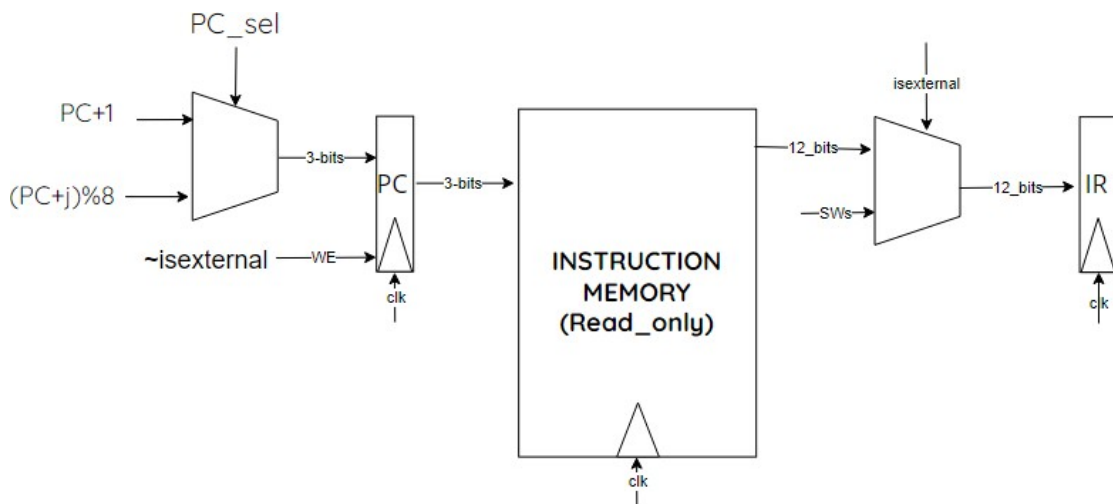 PC_sel
PC+1
(PC+j)%8
3-bits
~isexternal
WE
PC
clk
3-bits
INSTRUCTION
MEMORY
(Read_only)
clk
12_bits
SWs
isexternal
12_bits
IR
clk